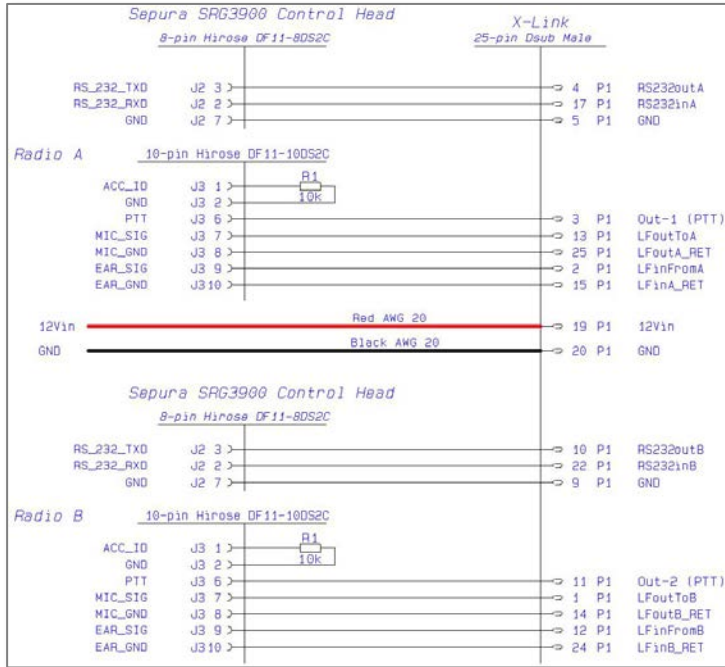 Sepura SRG3900 Control Head
X-Link
8-pin Hirose DF11-8DS2C
25-pin Dsub Male
RS_232_TXD J2 3 4 P1 RS232outA
RS_232_RXD J2 2 17 P1 RS232inA
GND J2 7 5 P1 GND
Radio A 10-pin Hirose DF11-10DS2C
R1
ACC_ID J3 1
10k
GND J3 2
PTT J3 6 3 P1 Out-1 (PTT)
MIC_SIG J3 7 13 P1 LFoutToA
MIC_GND J3 8 25 P1 LFoutA_RET
EAR_SIG J3 9 2 P1 LFinFromA
EAR_GND J310 15 P1 LFinA_RET
Red AWG 20
12Vin 19 P1 12Vin
Black AWG 20
GND 20 P1 GND
Sepura SRG3900 Control Head
8-pin Hirose DF11-8DS2C
RS_232_TXD J2 3 10 P1 RS232outB
RS_232_RXD J2 2 22 P1 RS232inB
GND J2 7 9 P1 GND
Radio B 10-pin Hirose DF11-10DS2C
R1
ACC_ID J3 1
10k
GND J3 2
PTT J3 6 11 P1 Out-2 (PTT)
MIC_SIG J3 7 1 P1 LFoutToB
MIC_GND J3 8 14 P1 LFoutB_RET
EAR_SIG J3 9 12 P1 LFinFromB
EAR_GND J310 24 P1 LFinB_RET